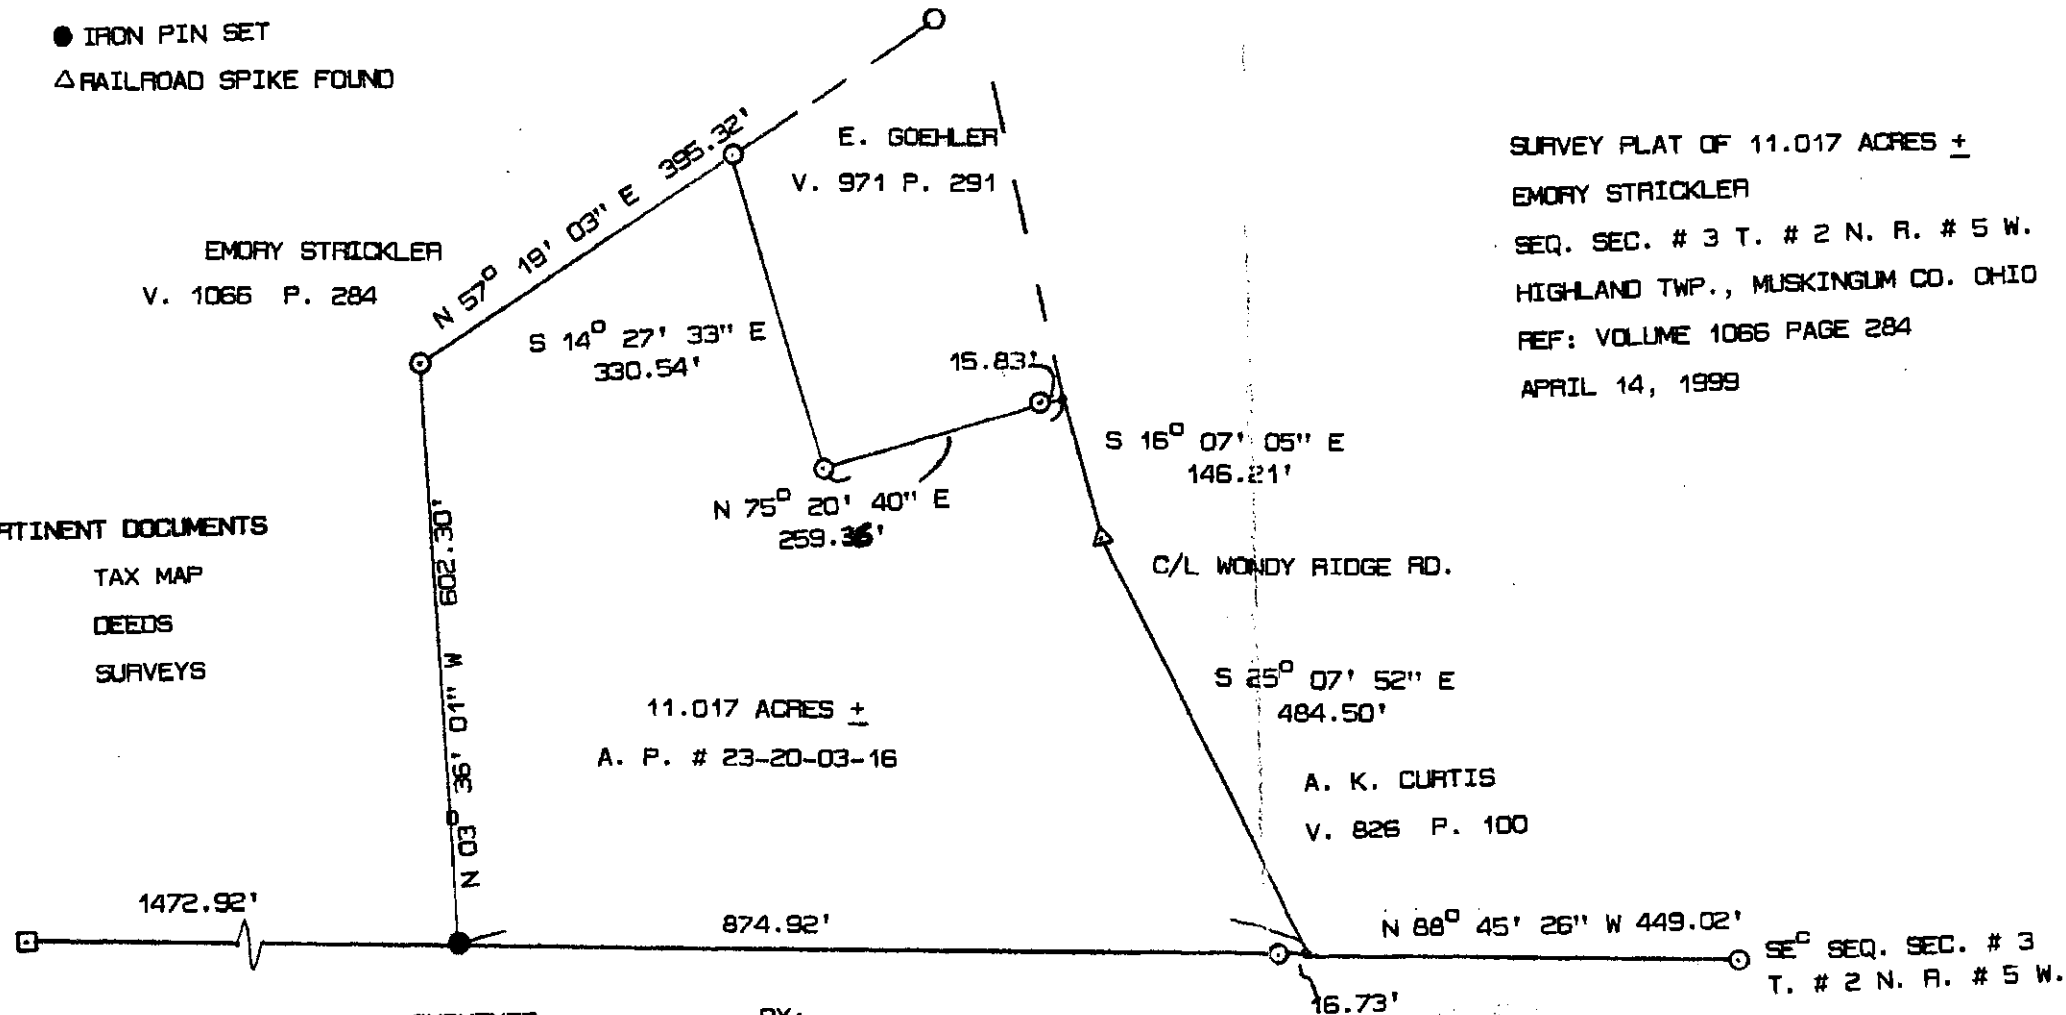 ● IRON PIN SET
△ RAILROAD SPIKE FOUND
E. GOEHLER
V. 971 P. 291
SURVEY PLAT OF 11.017 ACRES ±
EMORY STRICKLER
SEQ. SEC. # 3 T. # 2 N. R. # 5 W.
HIGHLAND TWP., MUSKINGUM CO. OHIO
REF: VOLUME 1066 PAGE 284
APRIL 14, 1999
EMORY STRICKLER
V. 1066 P. 284
N 57° 19' 03" E 395.32'
S 14° 27' 33" E
330.54'
15.83'
S 16° 07' 05" E
146.21'
N 75° 20' 40" E
259.36'
RTINENT DOCUMENTS
TAX MAP
DEEDS
SURVEYS
N 03° 36' 01" W 602.30'
C/L WONDY RIDGE RD.
S 25° 07' 52" E
484.50'
11.017 ACRES ±
A. P. # 23-20-03-16
A. K. CURTIS
V. 826 P. 100
1472.92'
874.92'
N 88° 45' 26" W 449.02'
SEC SEQ. SEC. # 3
T. # 2 N. R. # 5 W.
16.73'
BY: